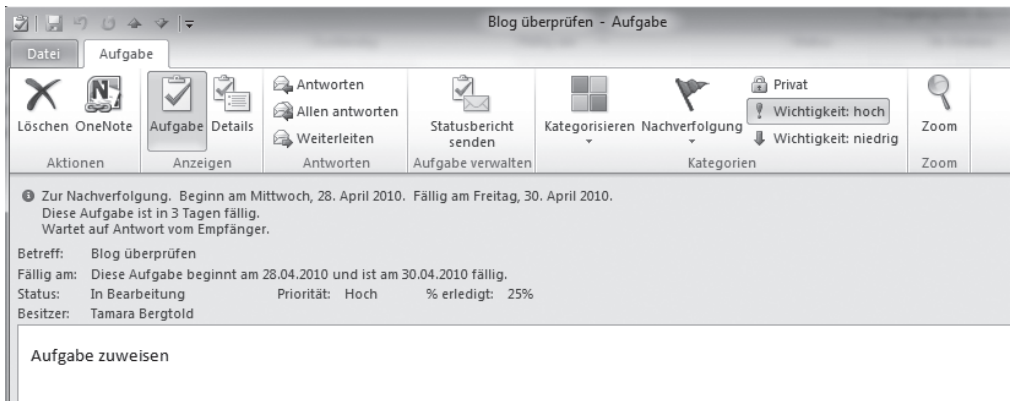 Blog überprüfen - Aufgabe
Datei Aufgabe
Löschen OneNote Aufgabe Details Antworten Allen antworten Weiterleiten Statusbericht senden Kategorisieren Nachverfolgung Privat Wichtigkeit: hoch Wichtigkeit: niedrig Zoom
Aktionen Anzeigen Antworten Aufgabe verwalten Kategorien Zoom
Zur Nachverfolgung. Beginn am Mittwoch, 28. April 2010. Fällig am Freitag, 30. April 2010.
Diese Aufgabe ist in 3 Tagen fällig.
Wartet auf Antwort vom Empfänger.
Betreff: Blog überprüfen
Fällig am: Diese Aufgabe beginnt am 28.04.2010 und ist am 30.04.2010 fällig.
Status: In Bearbeitung Priorität: Hoch % erledigt: 25%
Besitzer: Tamara Bergtold
Aufgabe zuweisen